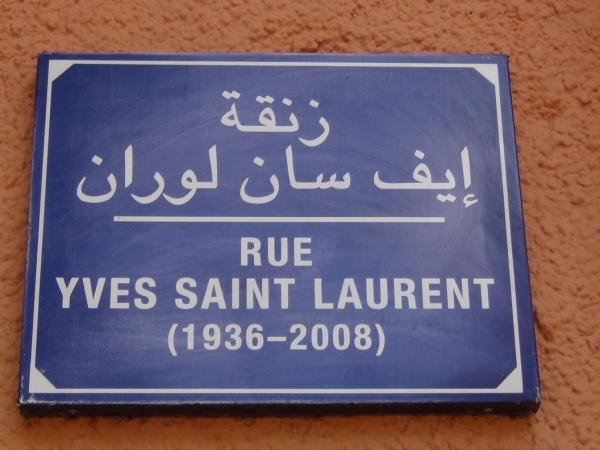 زنقة
إيف سان لوران
RUE
YVES SAINT LAURENT
(1936–2008)